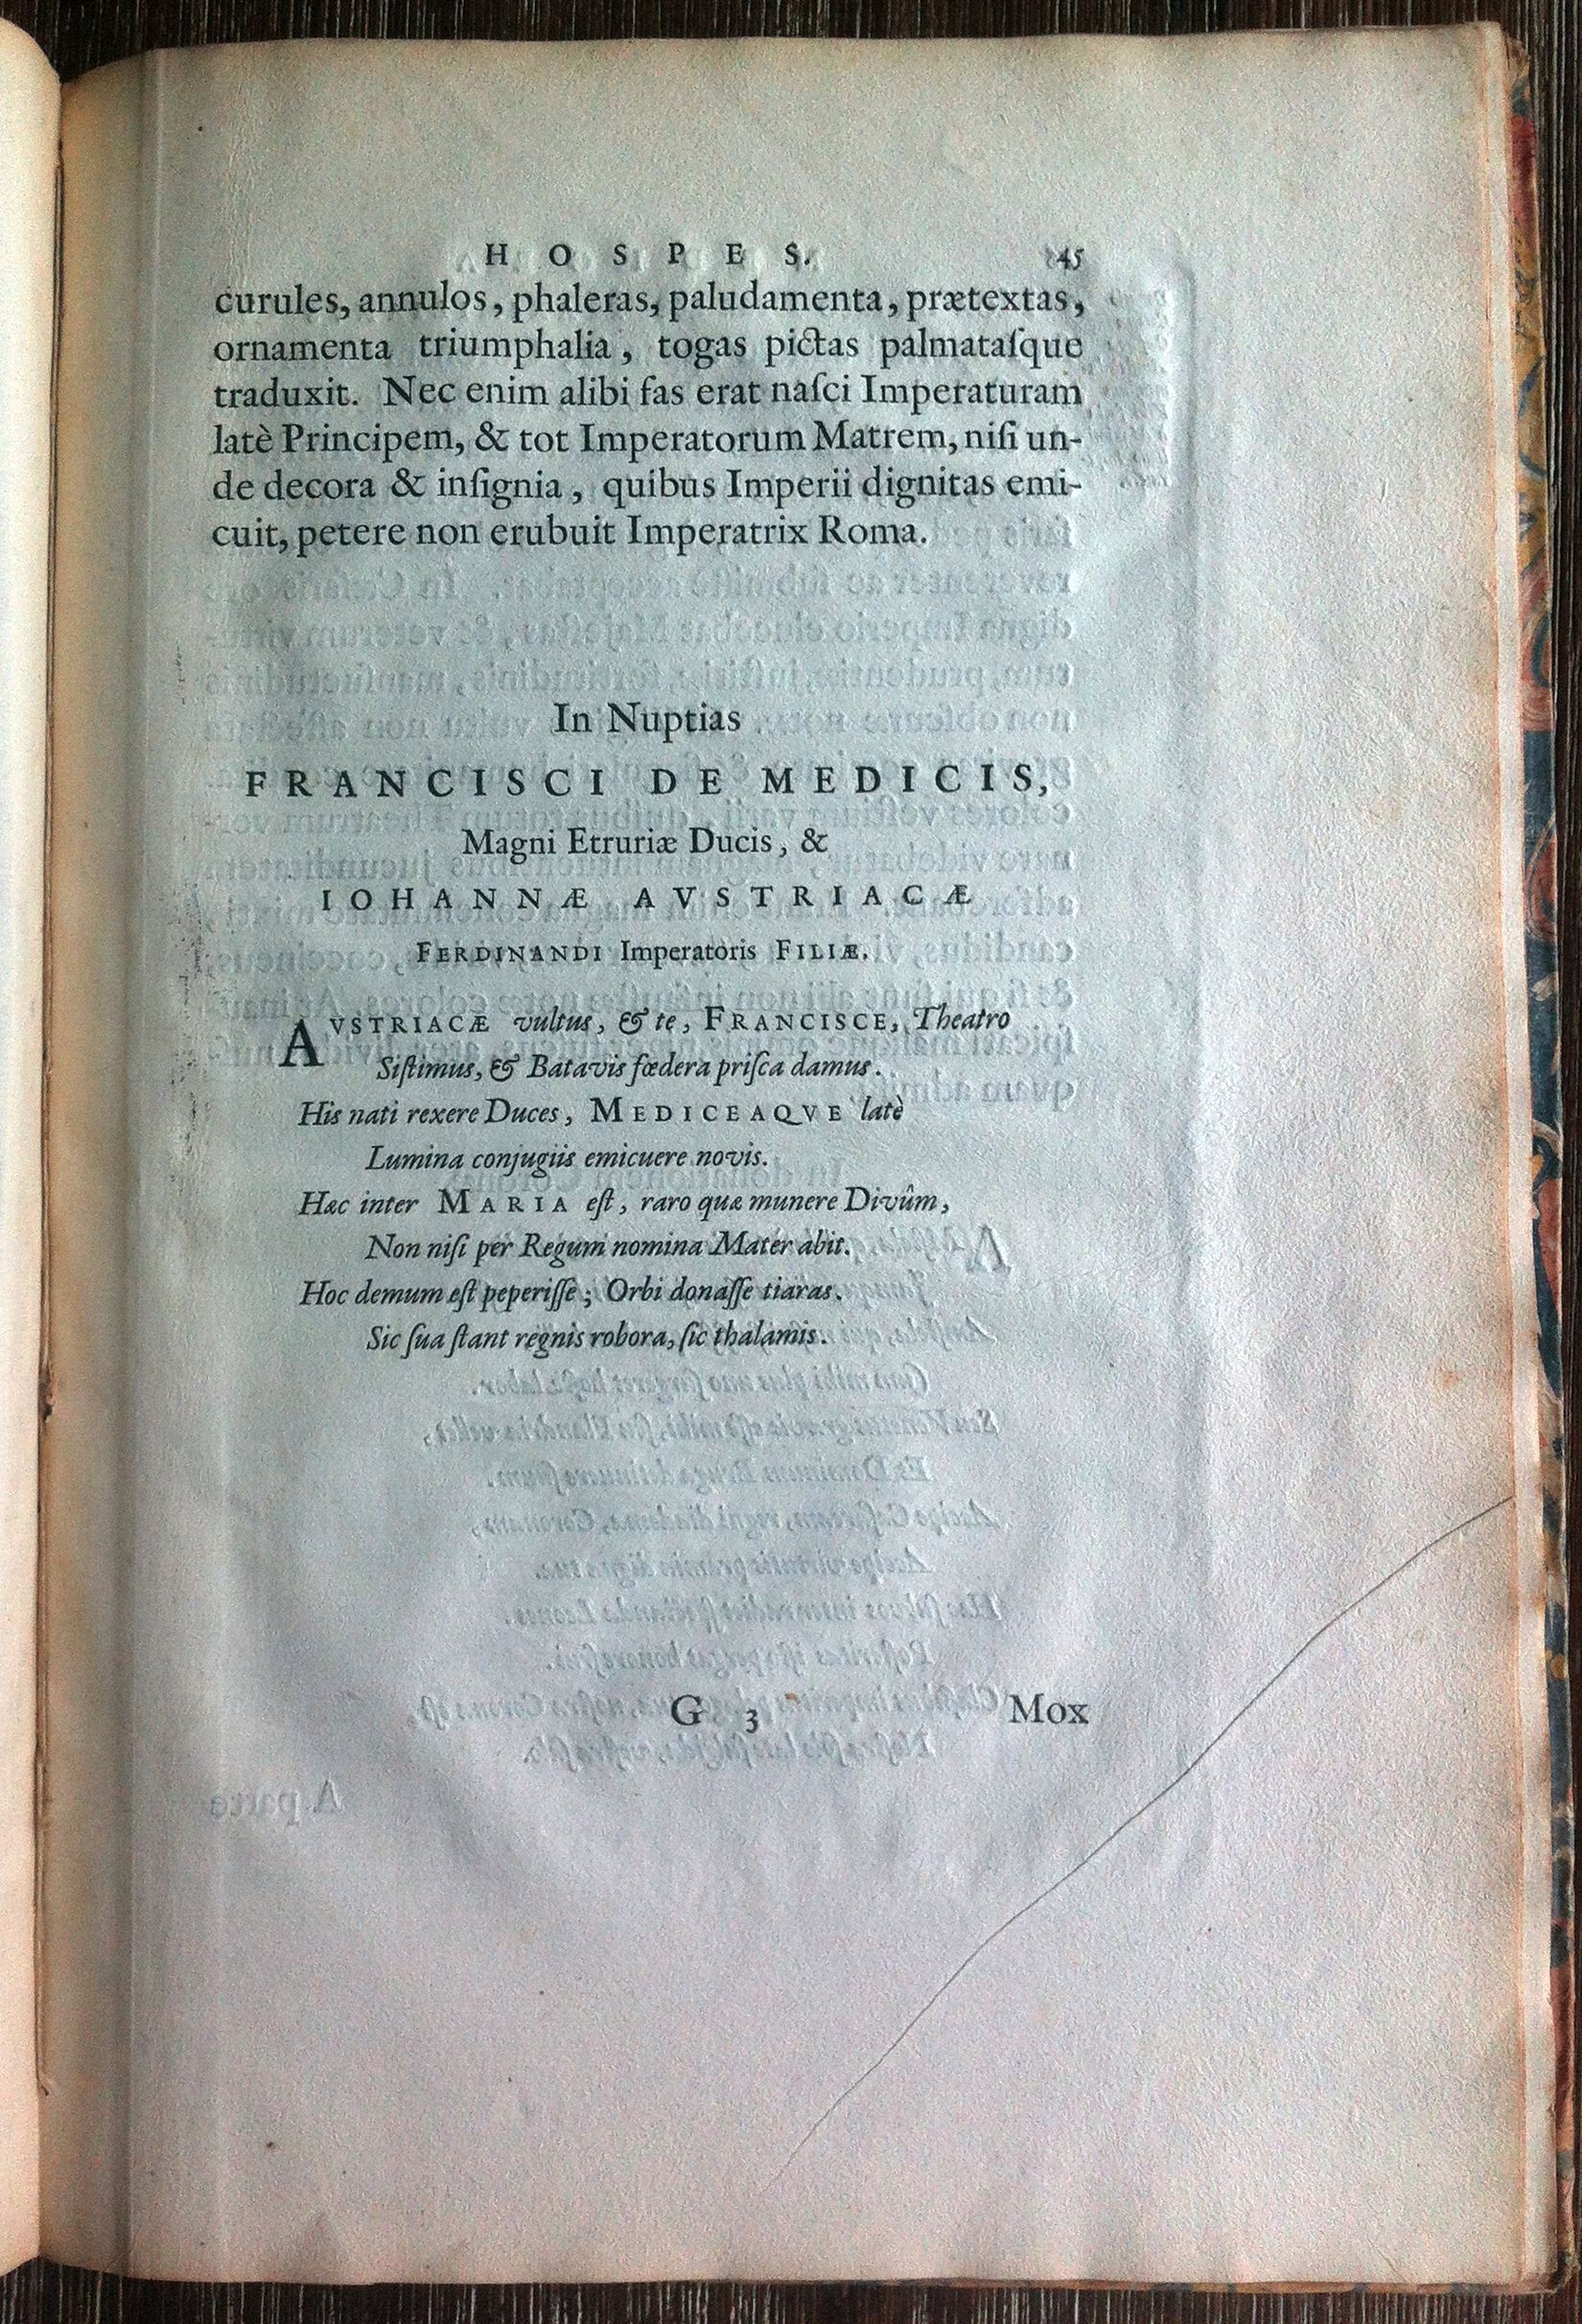 HOSPES. 45
curules, annulos, phaleras, paludamenta, prætextas,
ornamenta triumphalia, togas pictas palmataſque
traduxit. Nec enim alibi fas erat naſci Imperaturam
latè Principem, & tot Imperatorum Matrem, niſi un-
de decora & inſignia, quibus Imperii dignitas emi-
cuit, petere non erubuit Imperatrix Roma.
In Nuptias
FRANCISCI DE MEDICIS,
Magni Etruriæ Ducis, &
IOHANNÆ AVSTRIACÆ
FERDINANDI Imperatoris FILIÆ.
AVSTRIACÆ vultus, & te, FRANCISCE, Theatro
Siſtimus, & Batavis fœdera priſca damus.
His nati rexere Duces, MEDICEAQVE latè
Lumina conjugiis emicuere novis.
Hæc inter MARIA eſt, raro quæ munere Divûm,
Non niſi per Regum nomina Mater abit.
Hoc demum eſt peperiſſe; Orbi donaſſe tiaras.
Sic ſua ſtant regnis robora, ſic thalamis.
G 3 Mox